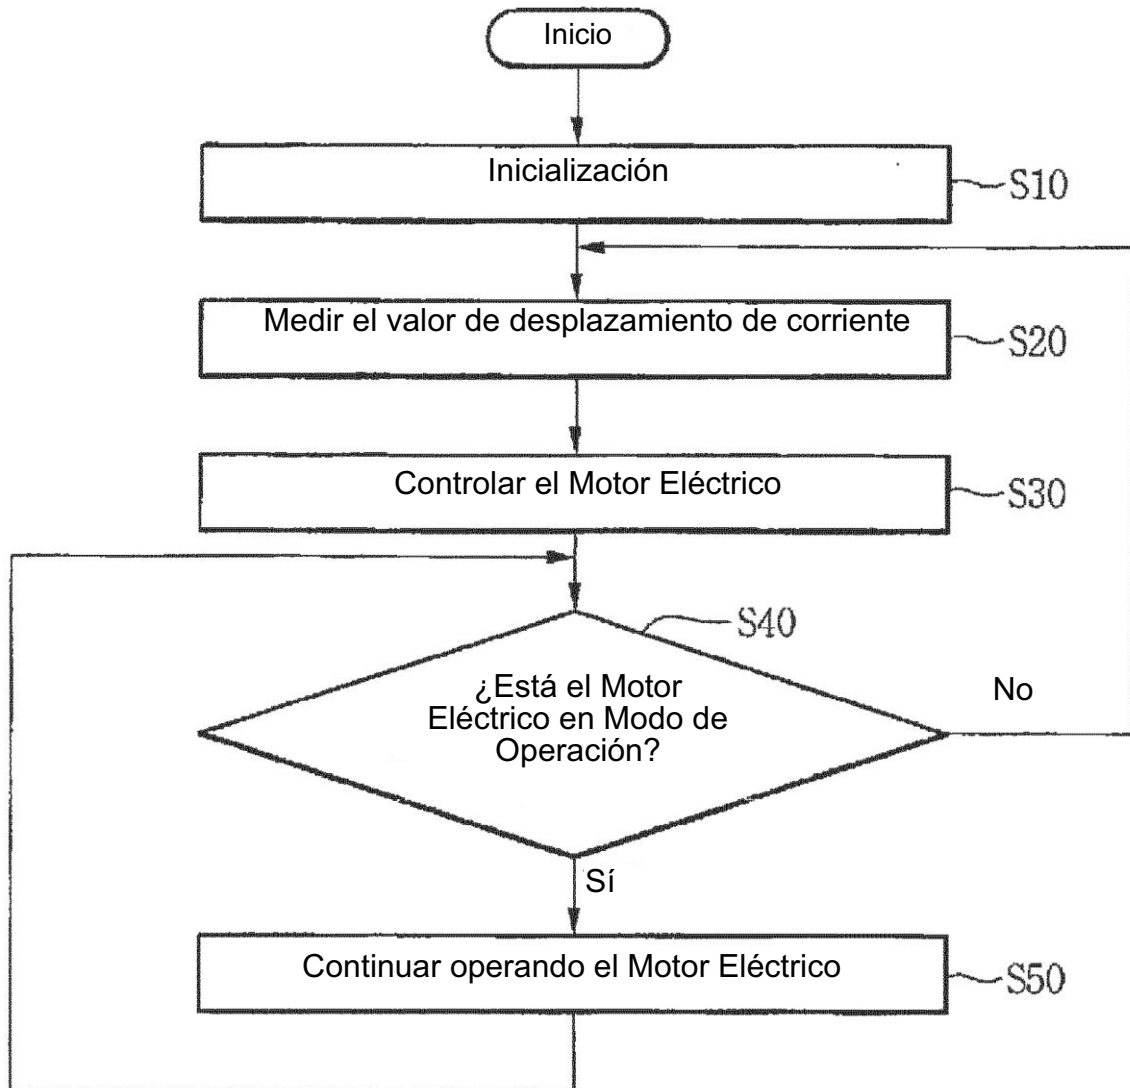 Inicio
Inicialización
S10
Medir el valor de desplazamiento de corriente
S20
Controlar el Motor Eléctrico
S30
S40
¿Está el Motor
Eléctrico en Modo de
Operación?
No
Sí
Continuar operando el Motor Eléctrico
S50